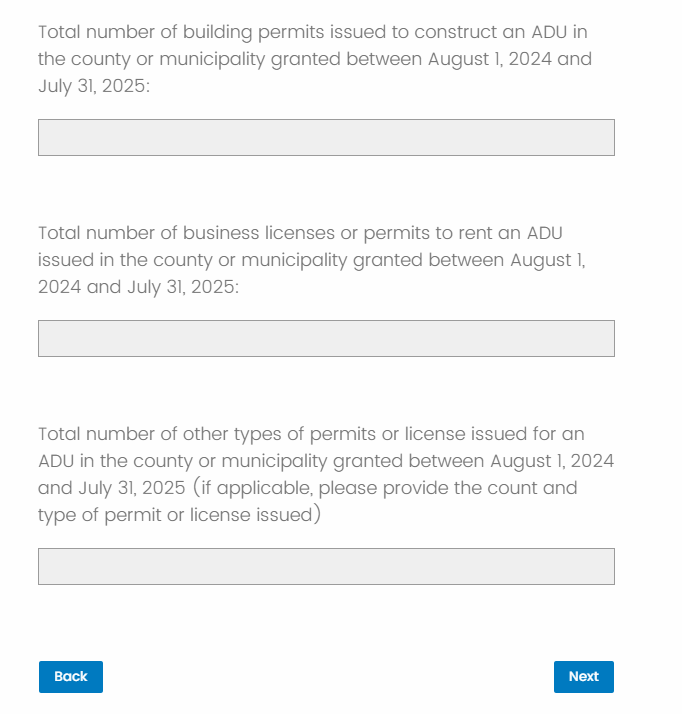 Total number of building permits issued to construct an ADU in
the county or municipality granted between August 1, 2024 and
July 31, 2025:
Total number of business licenses or permits to rent an ADU
issued in the county or municipality granted between August 1,
2024 and July 31, 2025:
Total number of other types of permits or license issued for an
ADU in the county or municipality granted between August 1, 2024
and July 31, 2025 (if applicable, please provide the count and
type of permit or license issued)
Back
Next